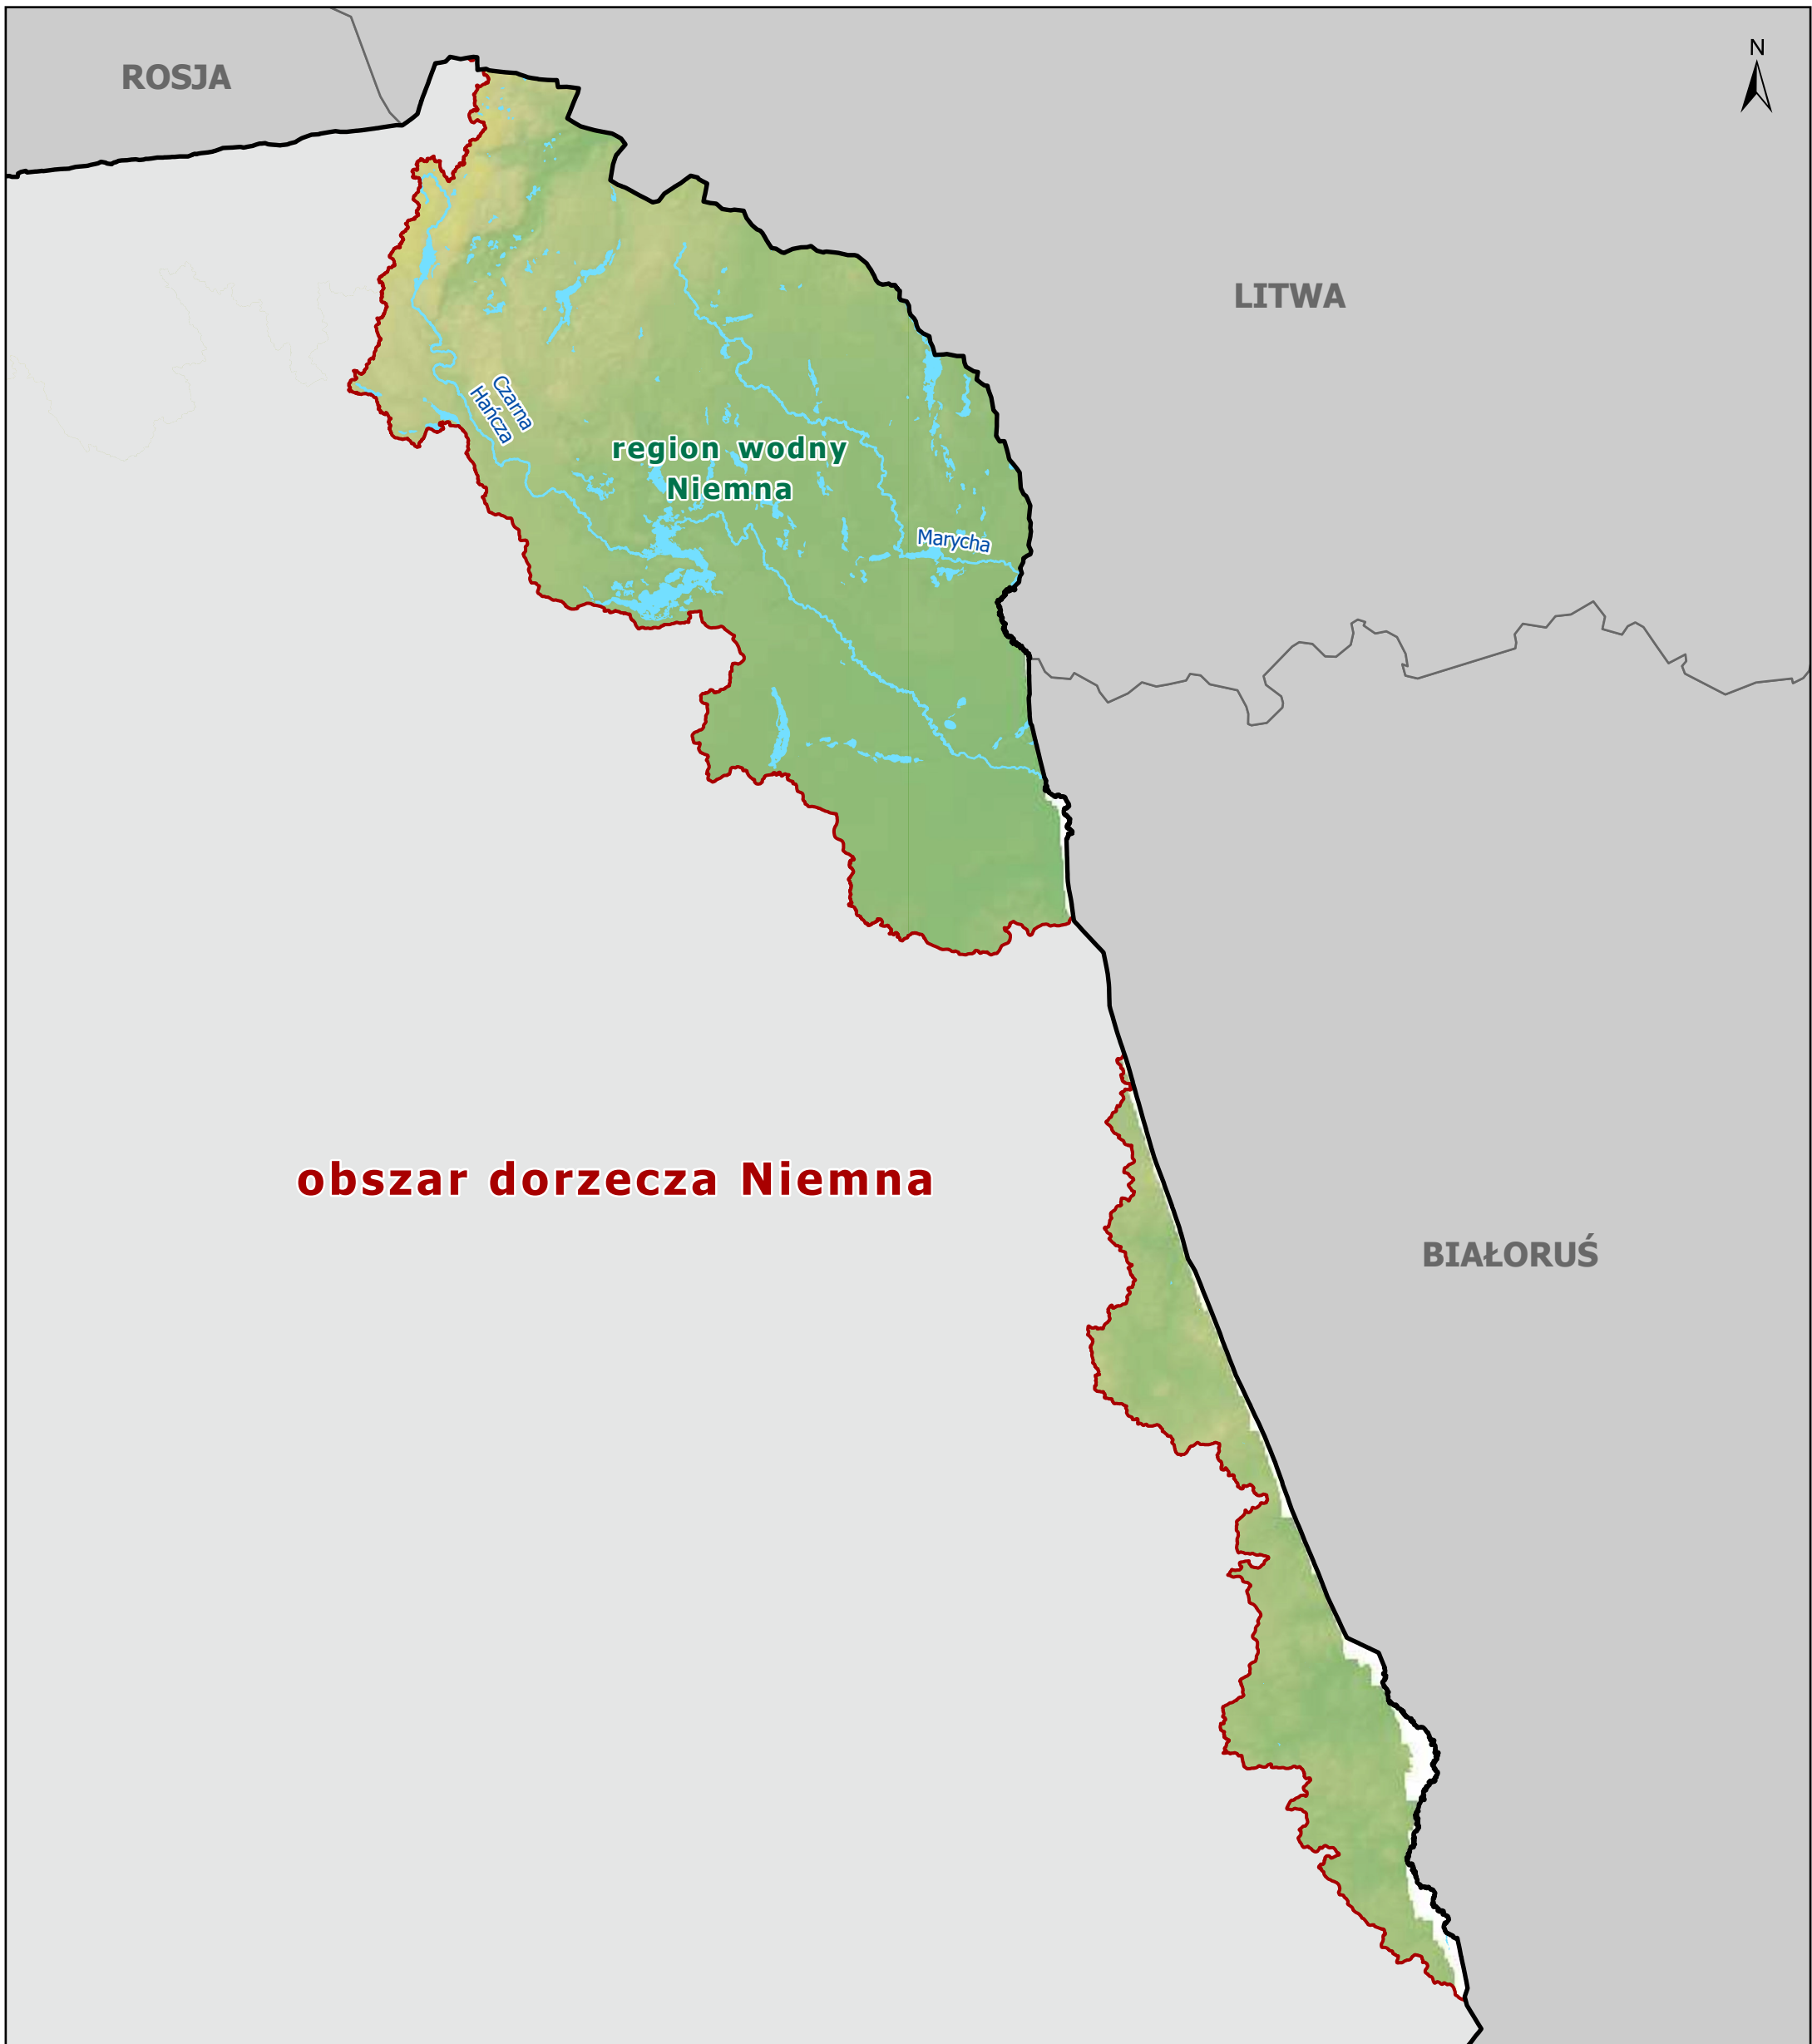 N
ROSJA
LITWA
Czarna
Hańcza
region wodny
Niemna
Marycha
obszar dorzecza Niemna
BIAŁORUŚ